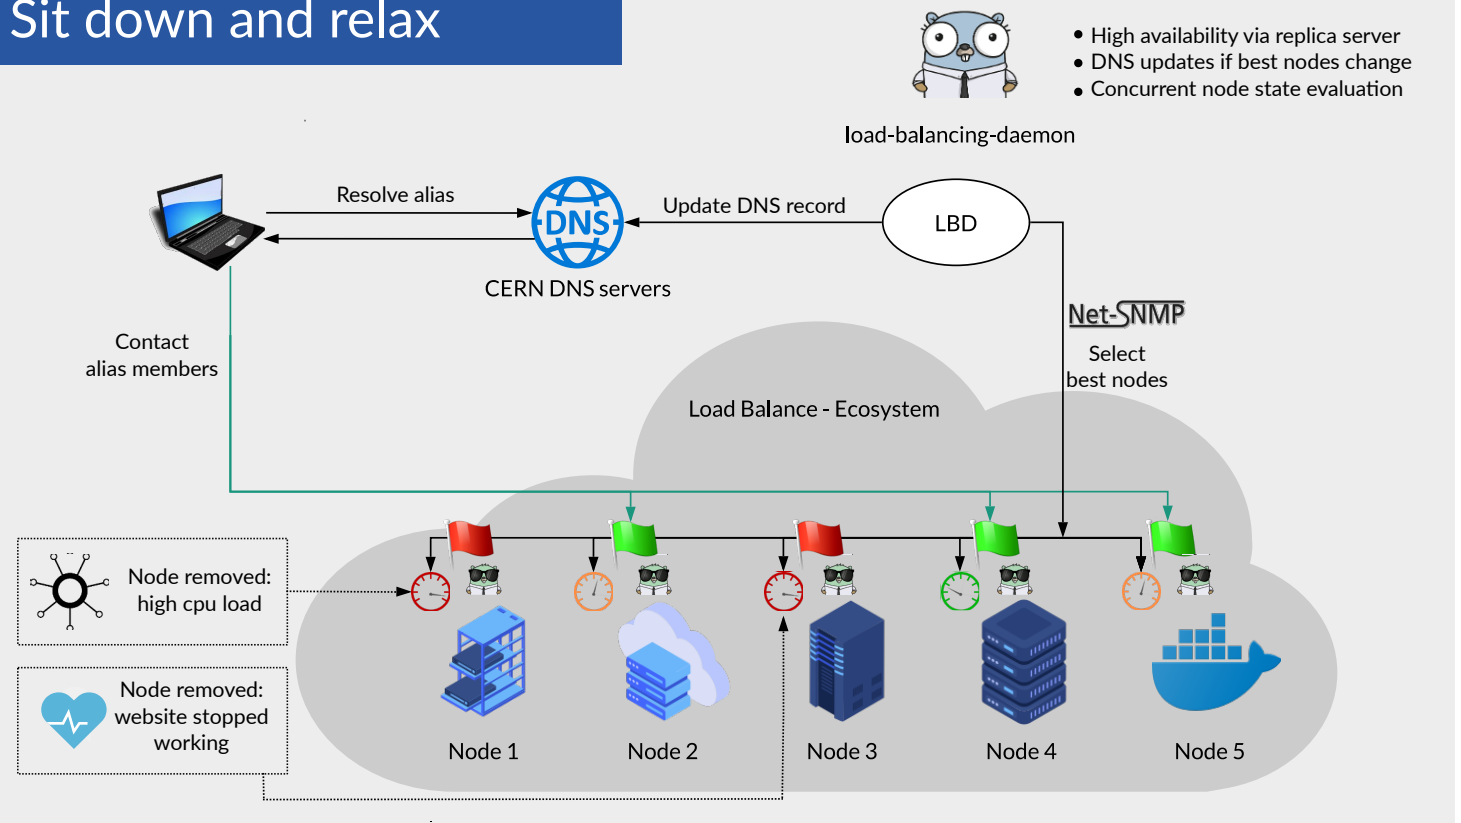 Sit down and relax
• High availability via replica server
• DNS updates if best nodes change
• Concurrent node state evaluation
load-balancing-daemon
Resolve alias
DNS
Update DNS record
LBD
CERN DNS servers
Net-SNMP
Contact
alias members
Select
best nodes
Load Balance - Ecosystem
Node removed:
high cpu load
Node removed:
website stopped
working
Node 1
Node 2
Node 3
Node 4
Node 5